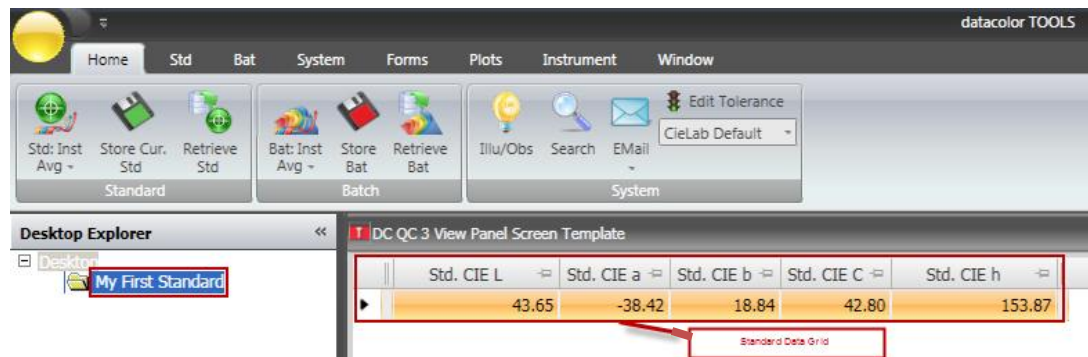 datacolor TOOLS
Home Std Bat System Forms Plots Instrument Window
Std: Inst Avg
Store Cur. Std
Retrieve Std
Standard
Bat: Inst Avg
Store Bat
Retrieve Bat
Batch
Illu/Obs
Search
EMail
Edit Tolerance
CieLab Default
System
Desktop Explorer
Desktop
My First Standard
DC QC 3 View Panel Screen Template
Std. CIE L Std. CIE a Std. CIE b Std. CIE C Std. CIE h
43.65 -38.42 18.84 42.80 153.87
Standard Data Grid